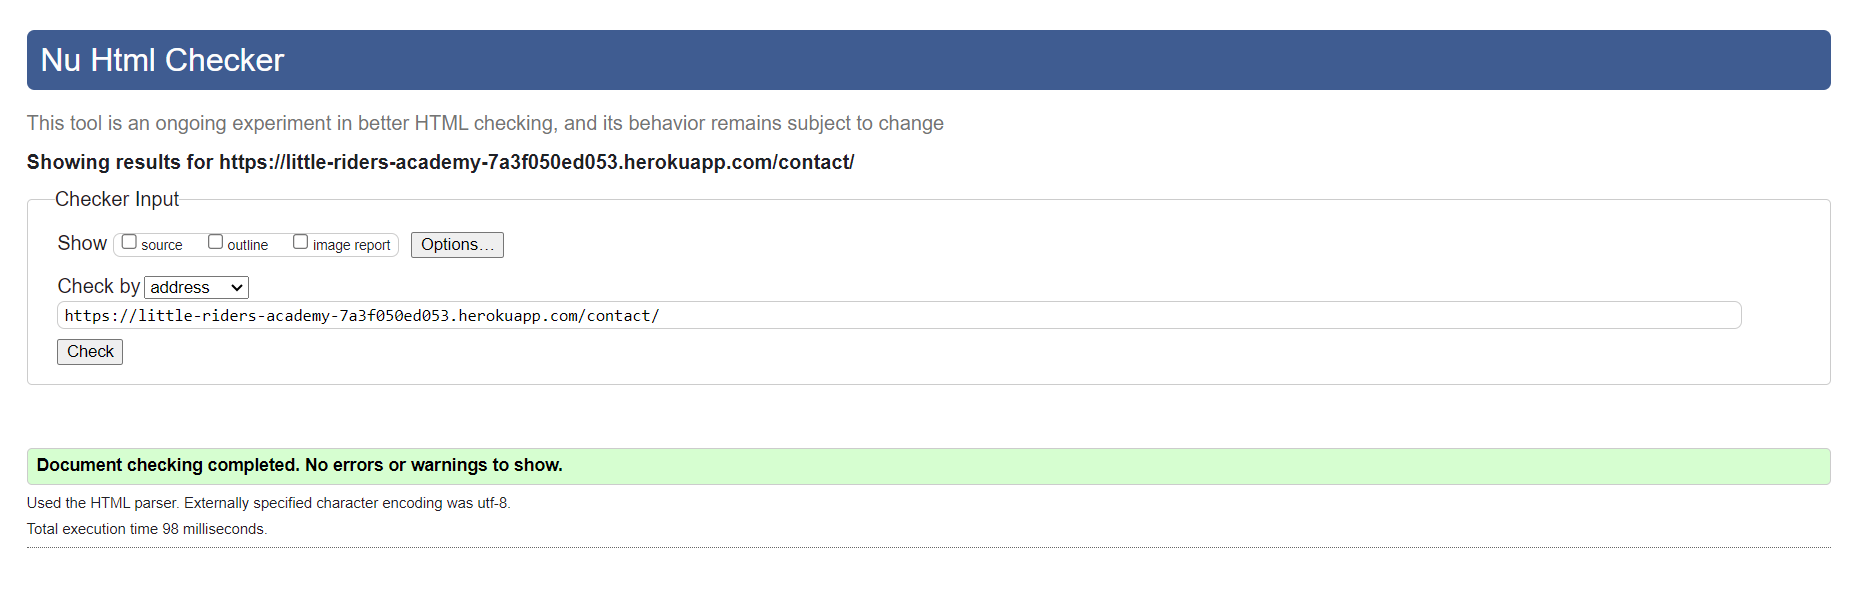 Nu Html Checker
This tool is an ongoing experiment in better HTML checking, and its behavior remains subject to change
Showing results for https://little-riders-academy-7a3f050ed053.herokuapp.com/contact/
Checker Input
Show source outline image report Options...
Check by address
https://little-riders-academy-7a3f050ed053.herokuapp.com/contact/
Check
Document checking completed. No errors or warnings to show.
Used the HTML parser. Externally specified character encoding was utf-8.
Total execution time 98 milliseconds.